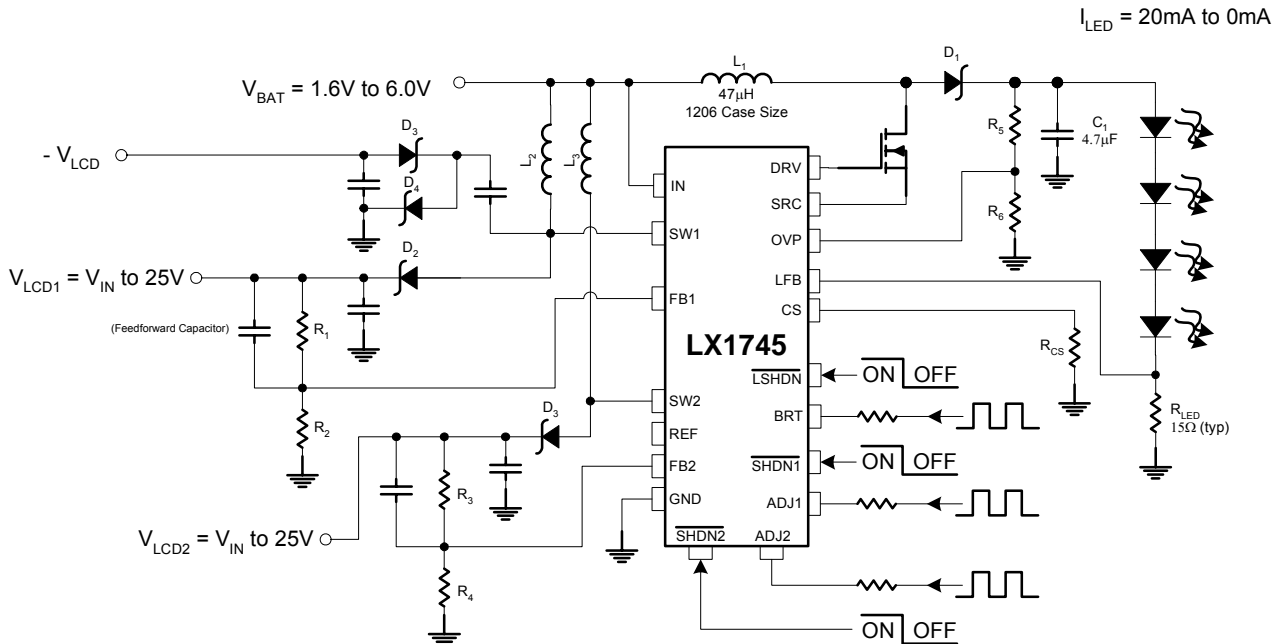 I_LED = 20mA to 0mA
V_BAT = 1.6V to 6.0V
L_1
47µH
1206 Case Size
D_1
R_5
C_1
4.7µF
R_6
- V_LCD
D_3
D_4
L_2
L_3
D_2
V_LCD1 = V_IN to 25V
(Feedforward Capacitor)
R_1
R_2
IN
SW1
FB1
SW2
REF
FB2
GND
LX1745
DRV
SRC
OVP
LFB
CS
LSHDN
BRT
SHDN1
ADJ1
SHDN2
ADJ2
R_CS
R_LED
15Ω (typ)
ON OFF
ON OFF
ON OFF
D_3
R_3
R_4
V_LCD2 = V_IN to 25V